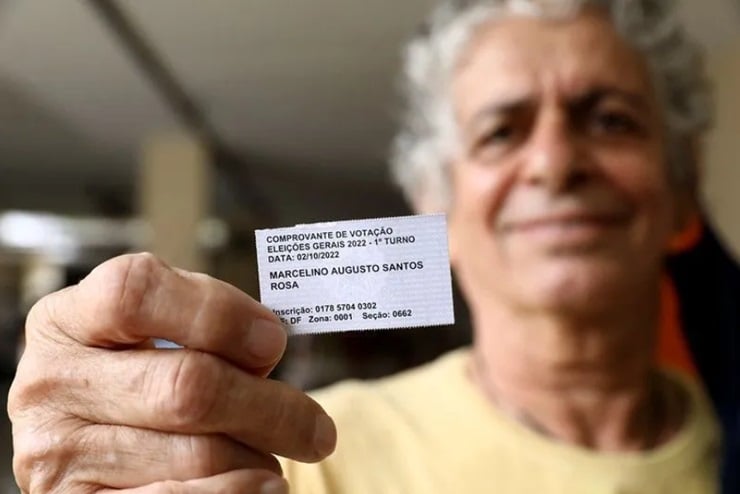 COMPROVANTE DE VOTAÇÃO
ELEIÇÕES GERAIS 2022 - 1º TURNO
DATA: 02/10/2022
MARCELINO AUGUSTO SANTOS
ROSA
Inscrição: 0178 5704 0302
DF Zona: 0001 Seção: 0662